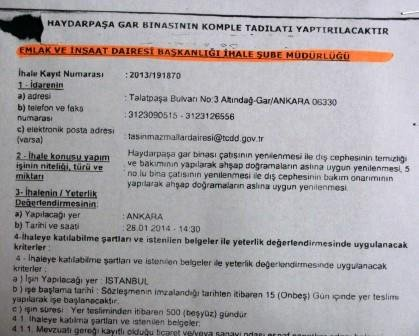 HAYDARPAŞA GAR BİNASININ KOMPLE TADİLATI YAPTIRILACAKTIR
EMLAK VE İNŞAAT DAİRESİ BAŞKANLIĞI İHALE ŞUBE MÜDÜRLÜĞÜ
İhale Kayıt Numarası : 2013/191870
1 - İdarenin
a) adresi : Talatpaşa Bulvarı No:3 Altındağ-Gar/ANKARA 06330
b) telefon ve faks numarası : 3123090515 - 3123126556
c) elektronik posta adresi (varsa) : tasinmazmallardairesi@tcdd.gov.tr
2 - İhale konusu yapım işinin niteliği, türü ve miktarı : Haydarpaşa gar binası çatısının yenilenmesi ile dış cephesinin temizliği ve bakımının yapılarak ahşap doğramaların aslına uygun yenilenmesi, 5 no.lu bina çatısının yenilenmesi ile dış cephesinin bakım onarımının yapılarak ahşap doğramaların aslına uygun yenilenmesi.
3- İhalenin / Yeterlik Değerlendirmesinin:
a) Yapılacağı yer : ANKARA
b) Tarihi ve saati : 28.01.2014 - 14:30
4-İhaleye katılabilme şartları ve istenilen belgeler ile yeterlik değerlendirmesinde uygulanacak kriterler :
4 - İhaleye katılabilme şartları ve istenilen belgeler ile yeterlik değerlendirmesinde uygulanacak
kriterler :
a ) İşin Yapılacağı yer : İSTANBUL
b ) işe başlama tarihi : Sözleşmenin imzalandığı tarihten itibaren 15 (Onbeş) Gün içinde yer teslimi
yapılarak işe başlanacaktır.
c ) işin süresi : Yer tesliminden itibaren 500 (beşyüz) gündür
4.1. İhaleye katılma şartları ve istenilen belgeler:
4.1.1. Mevzuatı gereği kayıtlı olduğu ticaret ve/veya sanayi odası